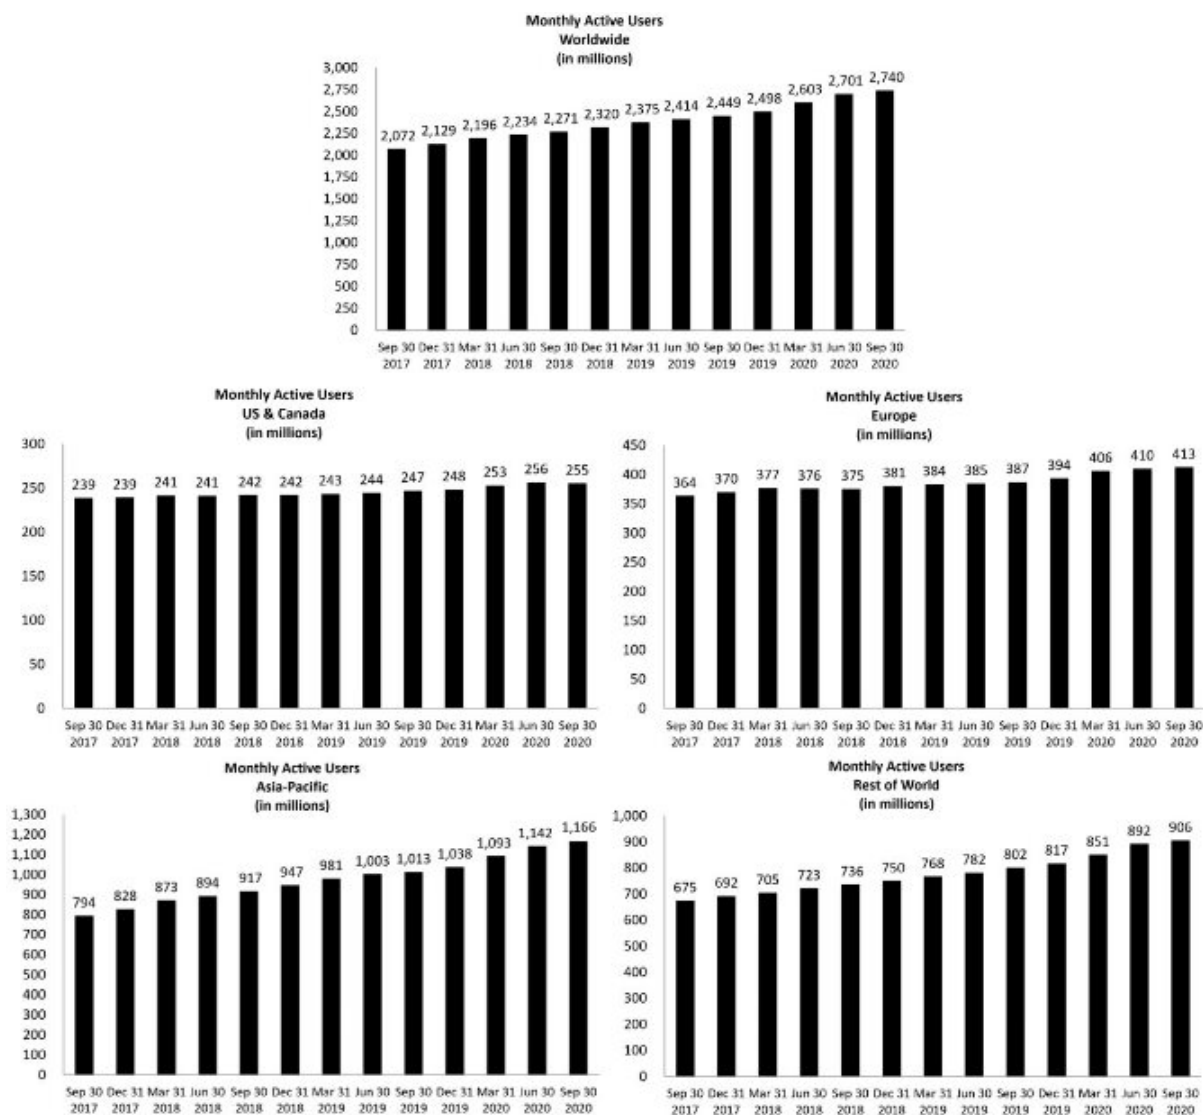 Monthly Active Users
Worldwide
(in millions)
3,000
2,750
2,500
2,250
2,000
1,750
1,500
1,250
1,000
750
500
250
0
2,072 2,129 2,196 2,234 2,271 2,320 2,375 2,414 2,449 2,498 2,603 2,701 2,740
Sep 30 Dec 31 Mar 31 Jun 30 Sep 30 Dec 31 Mar 31 Jun 30 Sep 30 Dec 31 Mar 31 Jun 30 Sep 30
2017 2017 2018 2018 2018 2018 2019 2019 2019 2019 2020 2020 2020
Monthly Active Users
US & Canada
(in millions)
300
250
200
150
100
50
0
239 239 241 241 242 242 243 244 247 248 253 256 255
Sep 30 Dec 31 Mar 31 Jun 30 Sep 30 Dec 31 Mar 31 Jun 30 Sep 30 Dec 31 Mar 31 Jun 30 Sep 30
2017 2017 2018 2018 2018 2018 2019 2019 2019 2019 2020 2020 2020
Monthly Active Users
Europe
(in millions)
450
400
350
300
250
200
150
100
50
0
364 370 377 376 375 381 384 385 387 394 406 410 413
Sep 30 Dec 31 Mar 31 Jun 30 Sep 30 Dec 31 Mar 31 Jun 30 Sep 30 Dec 31 Mar 31 Jun 30 Sep 30
2017 2017 2018 2018 2018 2018 2019 2019 2019 2019 2020 2020 2020
Monthly Active Users
Asia-Pacific
(in millions)
1,300
1,200
1,100
1,000
900
800
700
600
500
400
300
200
100
0
794 828 873 894 917 947 981 1,003 1,013 1,038 1,093 1,142 1,166
Sep 30 Dec 31 Mar 31 Jun 30 Sep 30 Dec 31 Mar 31 Jun 30 Sep 30 Dec 31 Mar 31 Jun 30 Sep 30
2017 2017 2018 2018 2018 2018 2019 2019 2019 2019 2020 2020 2020
Monthly Active Users
Rest of World
(in millions)
1,000
900
800
700
600
500
400
300
200
100
0
675 692 705 723 736 750 768 782 802 817 851 892 906
Sep 30 Dec 31 Mar 31 Jun 30 Sep 30 Dec 31 Mar 31 Jun 30 Sep 30 Dec 31 Mar 31 Jun 30 Sep 30
2017 2017 2018 2018 2018 2018 2019 2019 2019 2019 2020 2020 2020